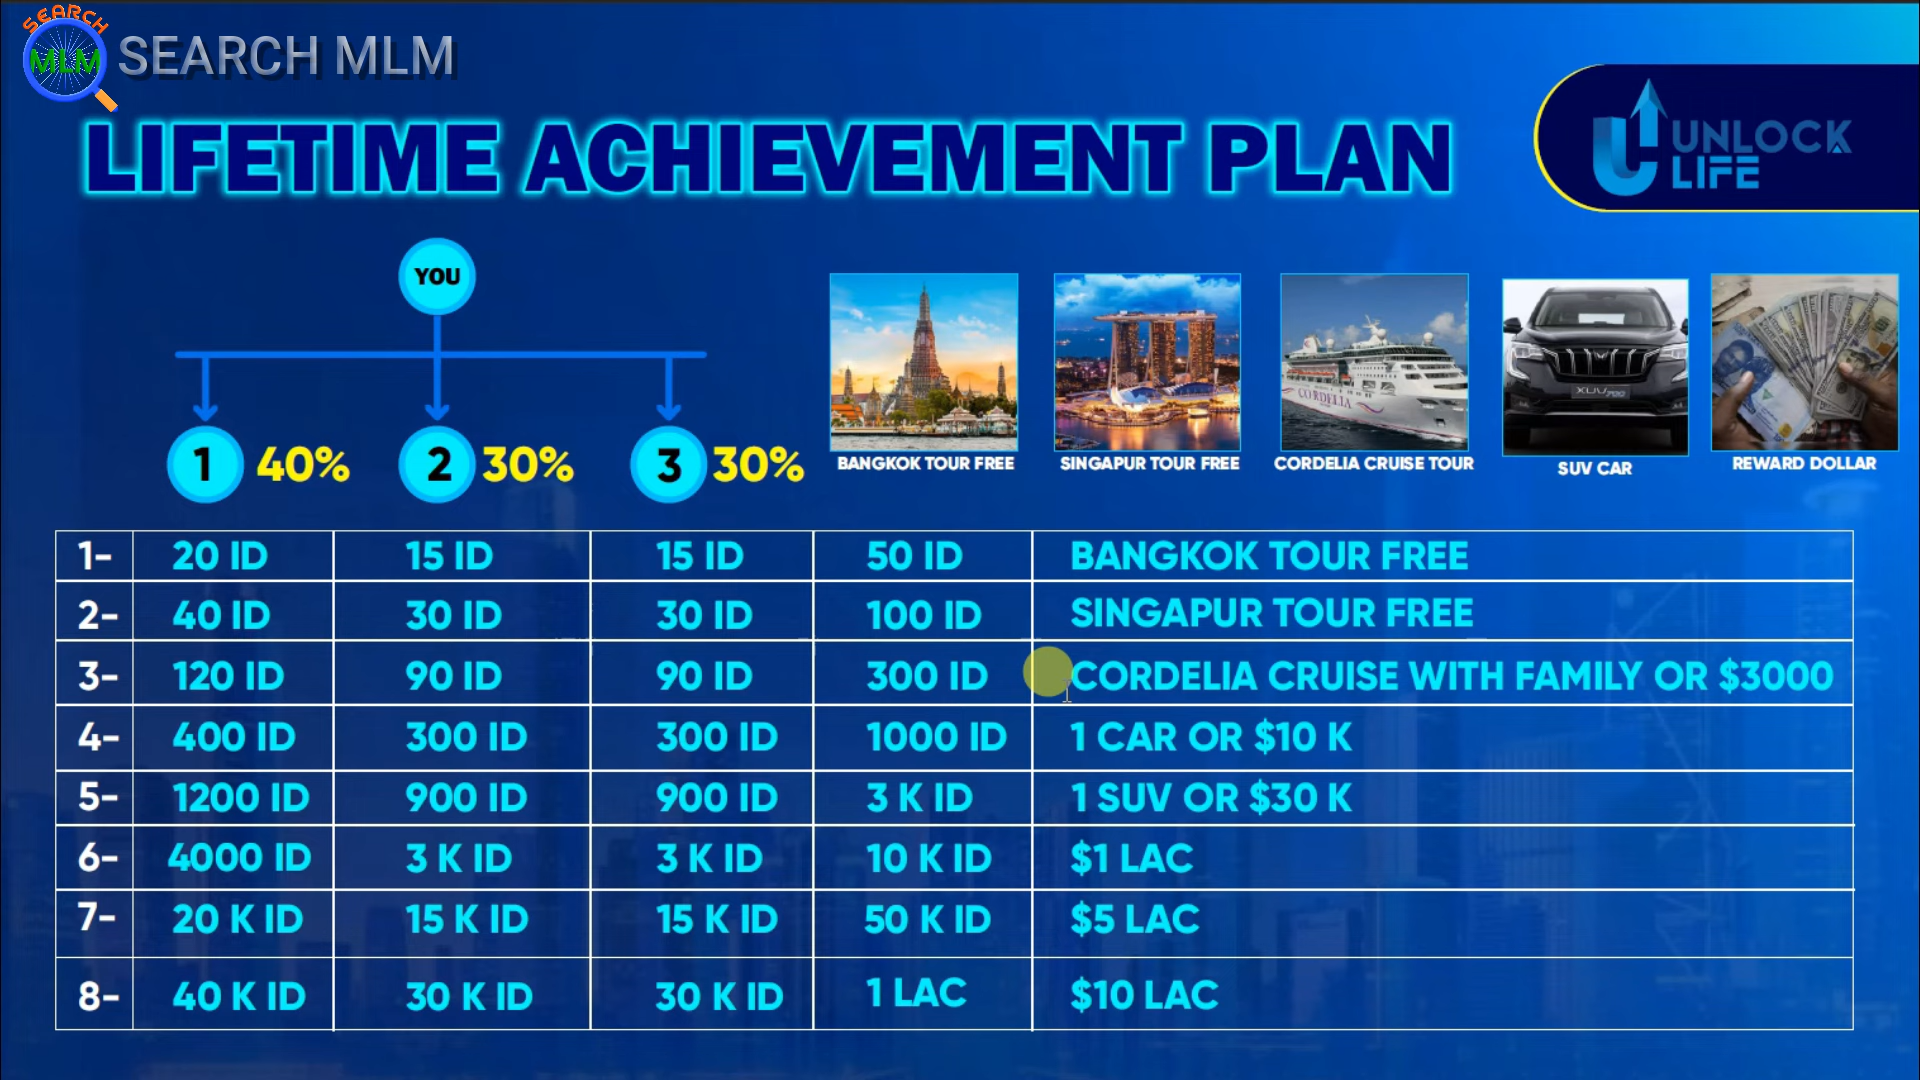 SEARCH
MLM
SEARCH MLM
LIFETIME ACHIEVEMENT PLAN
UNLOCK
LIFE
YOU
1 40% 2 30% 3 30%
CORDELIA
XUV700
BANGKOK TOUR FREE
SINGAPUR TOUR FREE
CORDELIA CRUISE TOUR
SUV CAR
REWARD DOLLAR
1- 20 ID 15 ID 15 ID 50 ID BANGKOK TOUR FREE
2- 40 ID 30 ID 30 ID 100 ID SINGAPUR TOUR FREE
3- 120 ID 90 ID 90 ID 300 ID CORDELIA CRUISE WITH FAMILY OR $3000
4- 400 ID 300 ID 300 ID 1000 ID 1 CAR OR $10 K
5- 1200 ID 900 ID 900 ID 3 K ID 1 SUV OR $30 K
6- 4000 ID 3 K ID 3 K ID 10 K ID $1 LAC
7- 20 K ID 15 K ID 15 K ID 50 K ID $5 LAC
8- 40 K ID 30 K ID 30 K ID 1 LAC $10 LAC